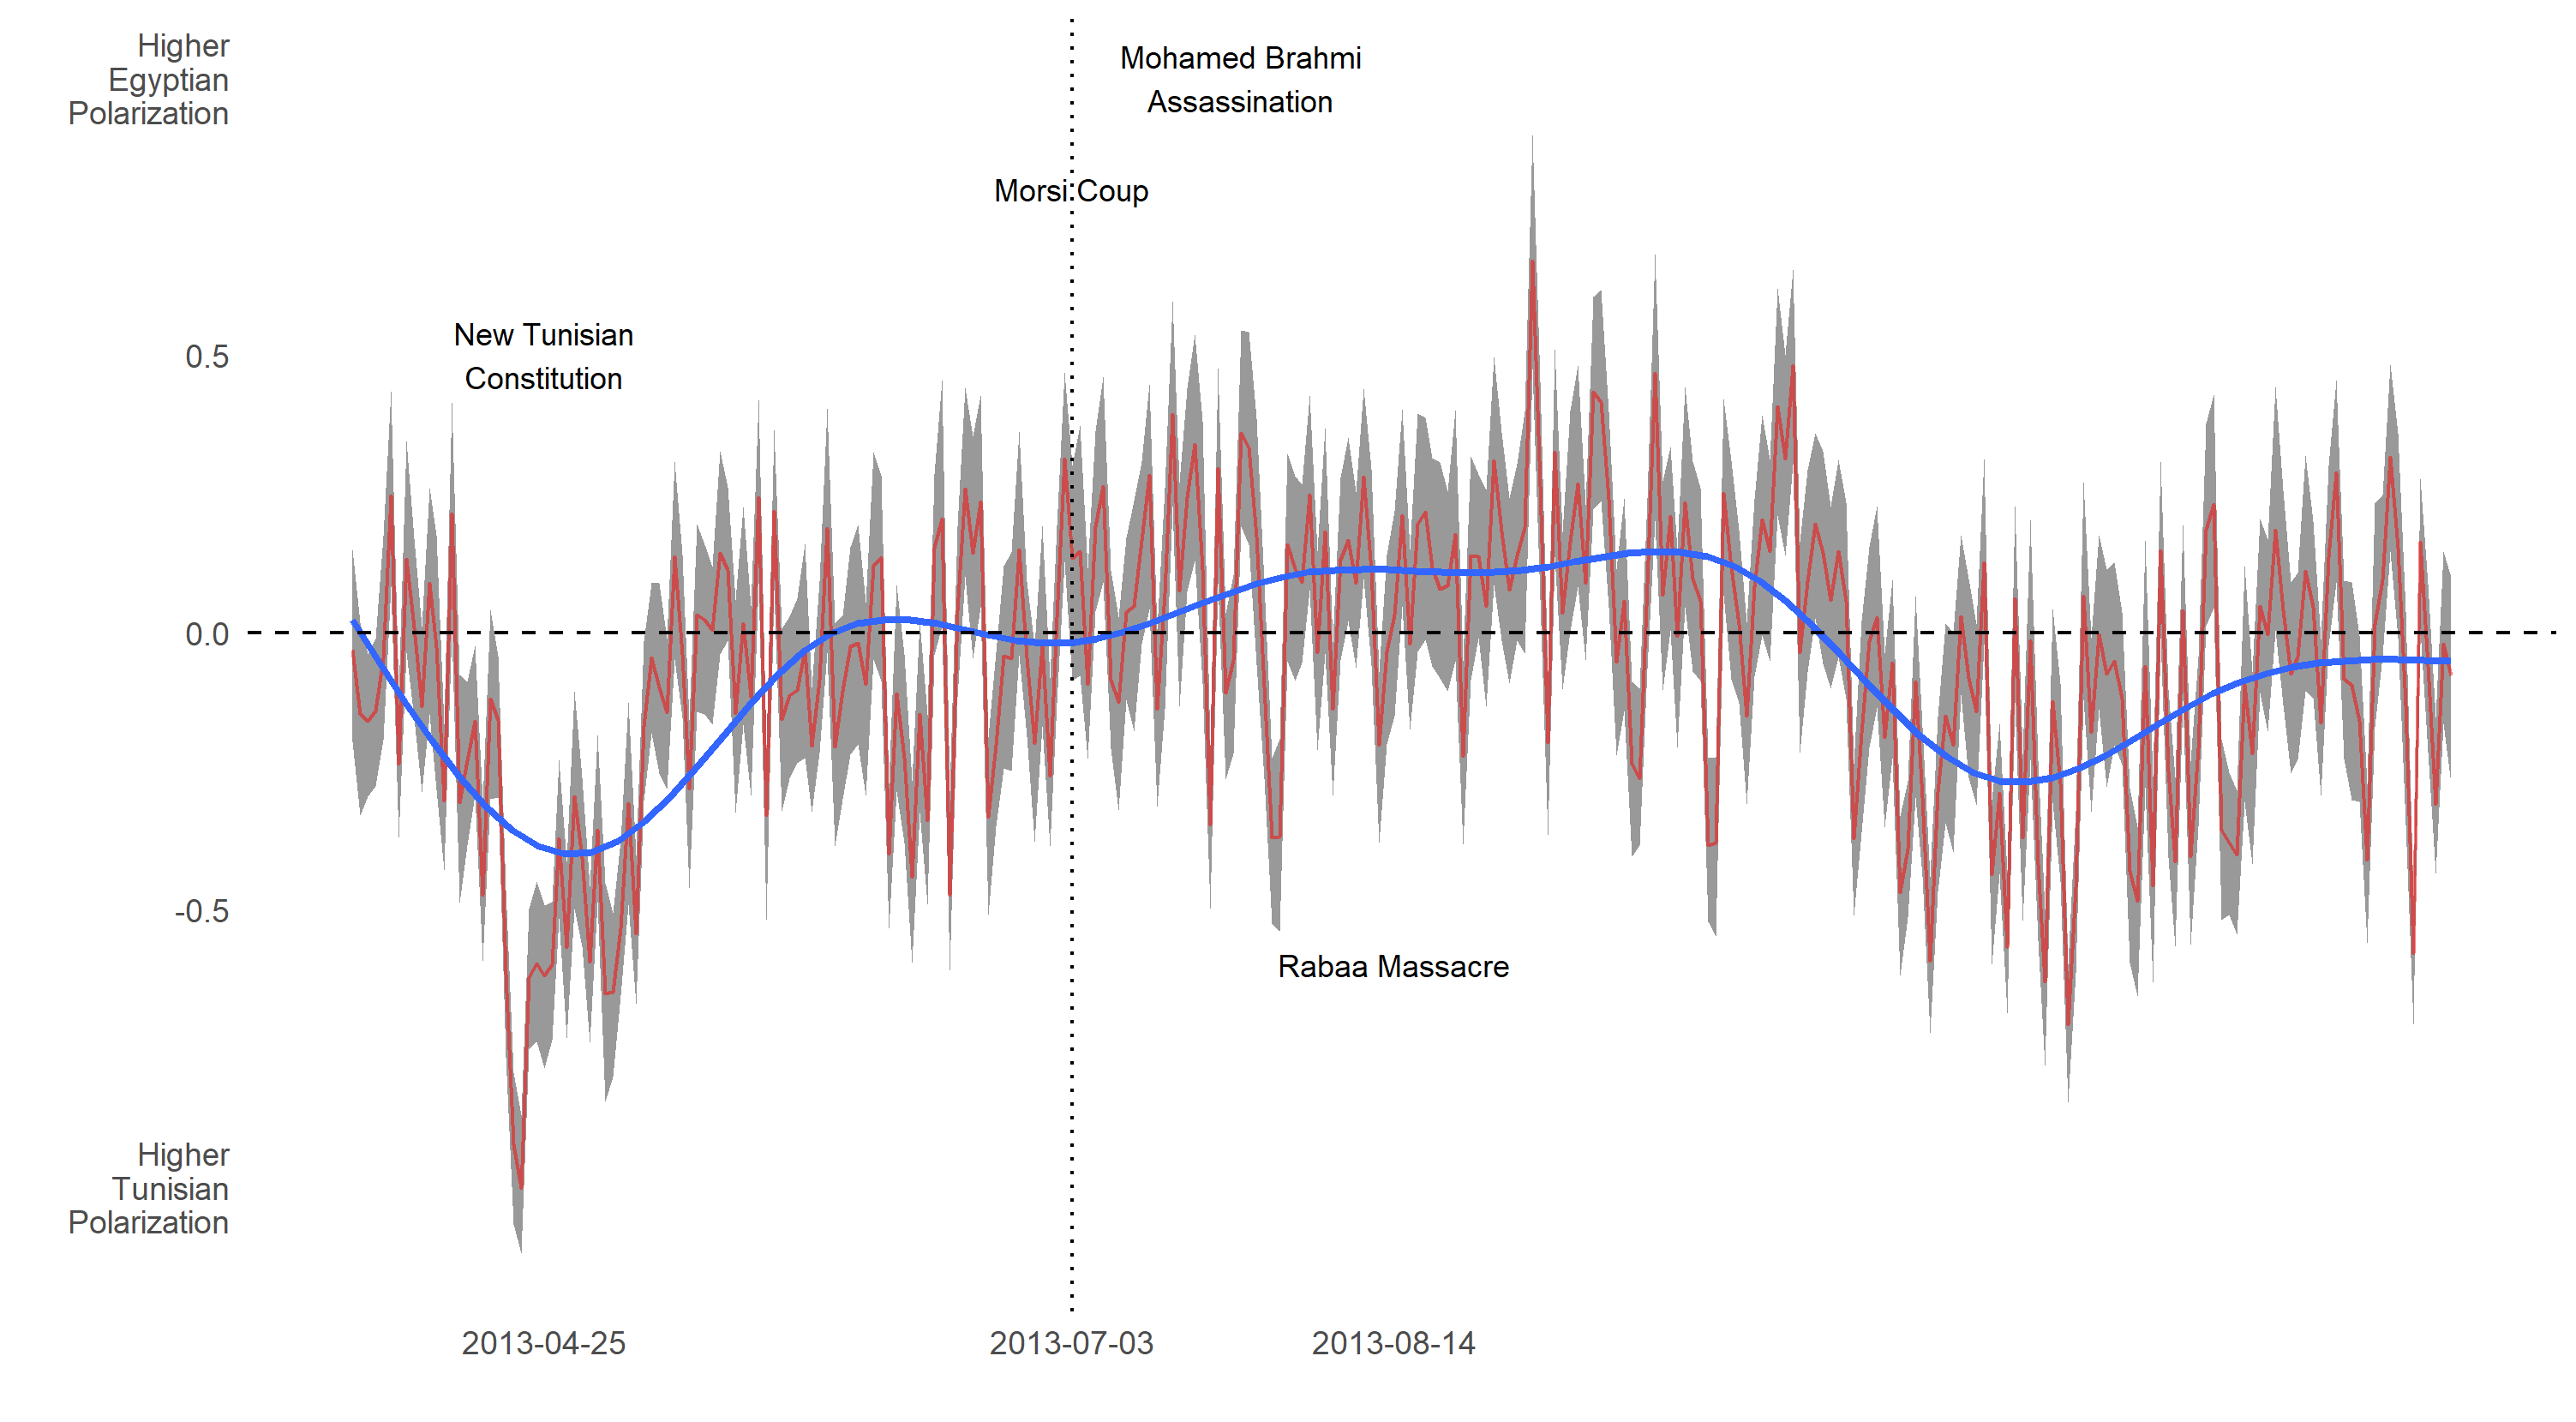 Higher
Egyptian
Polarization
Mohamed Brahmi
Assassination
Morsi Coup
New Tunisian
Constitution
0.5
0.0
-0.5
Rabaa Massacre
Higher
Tunisian
Polarization
2013-04-25
2013-07-03
2013-08-14